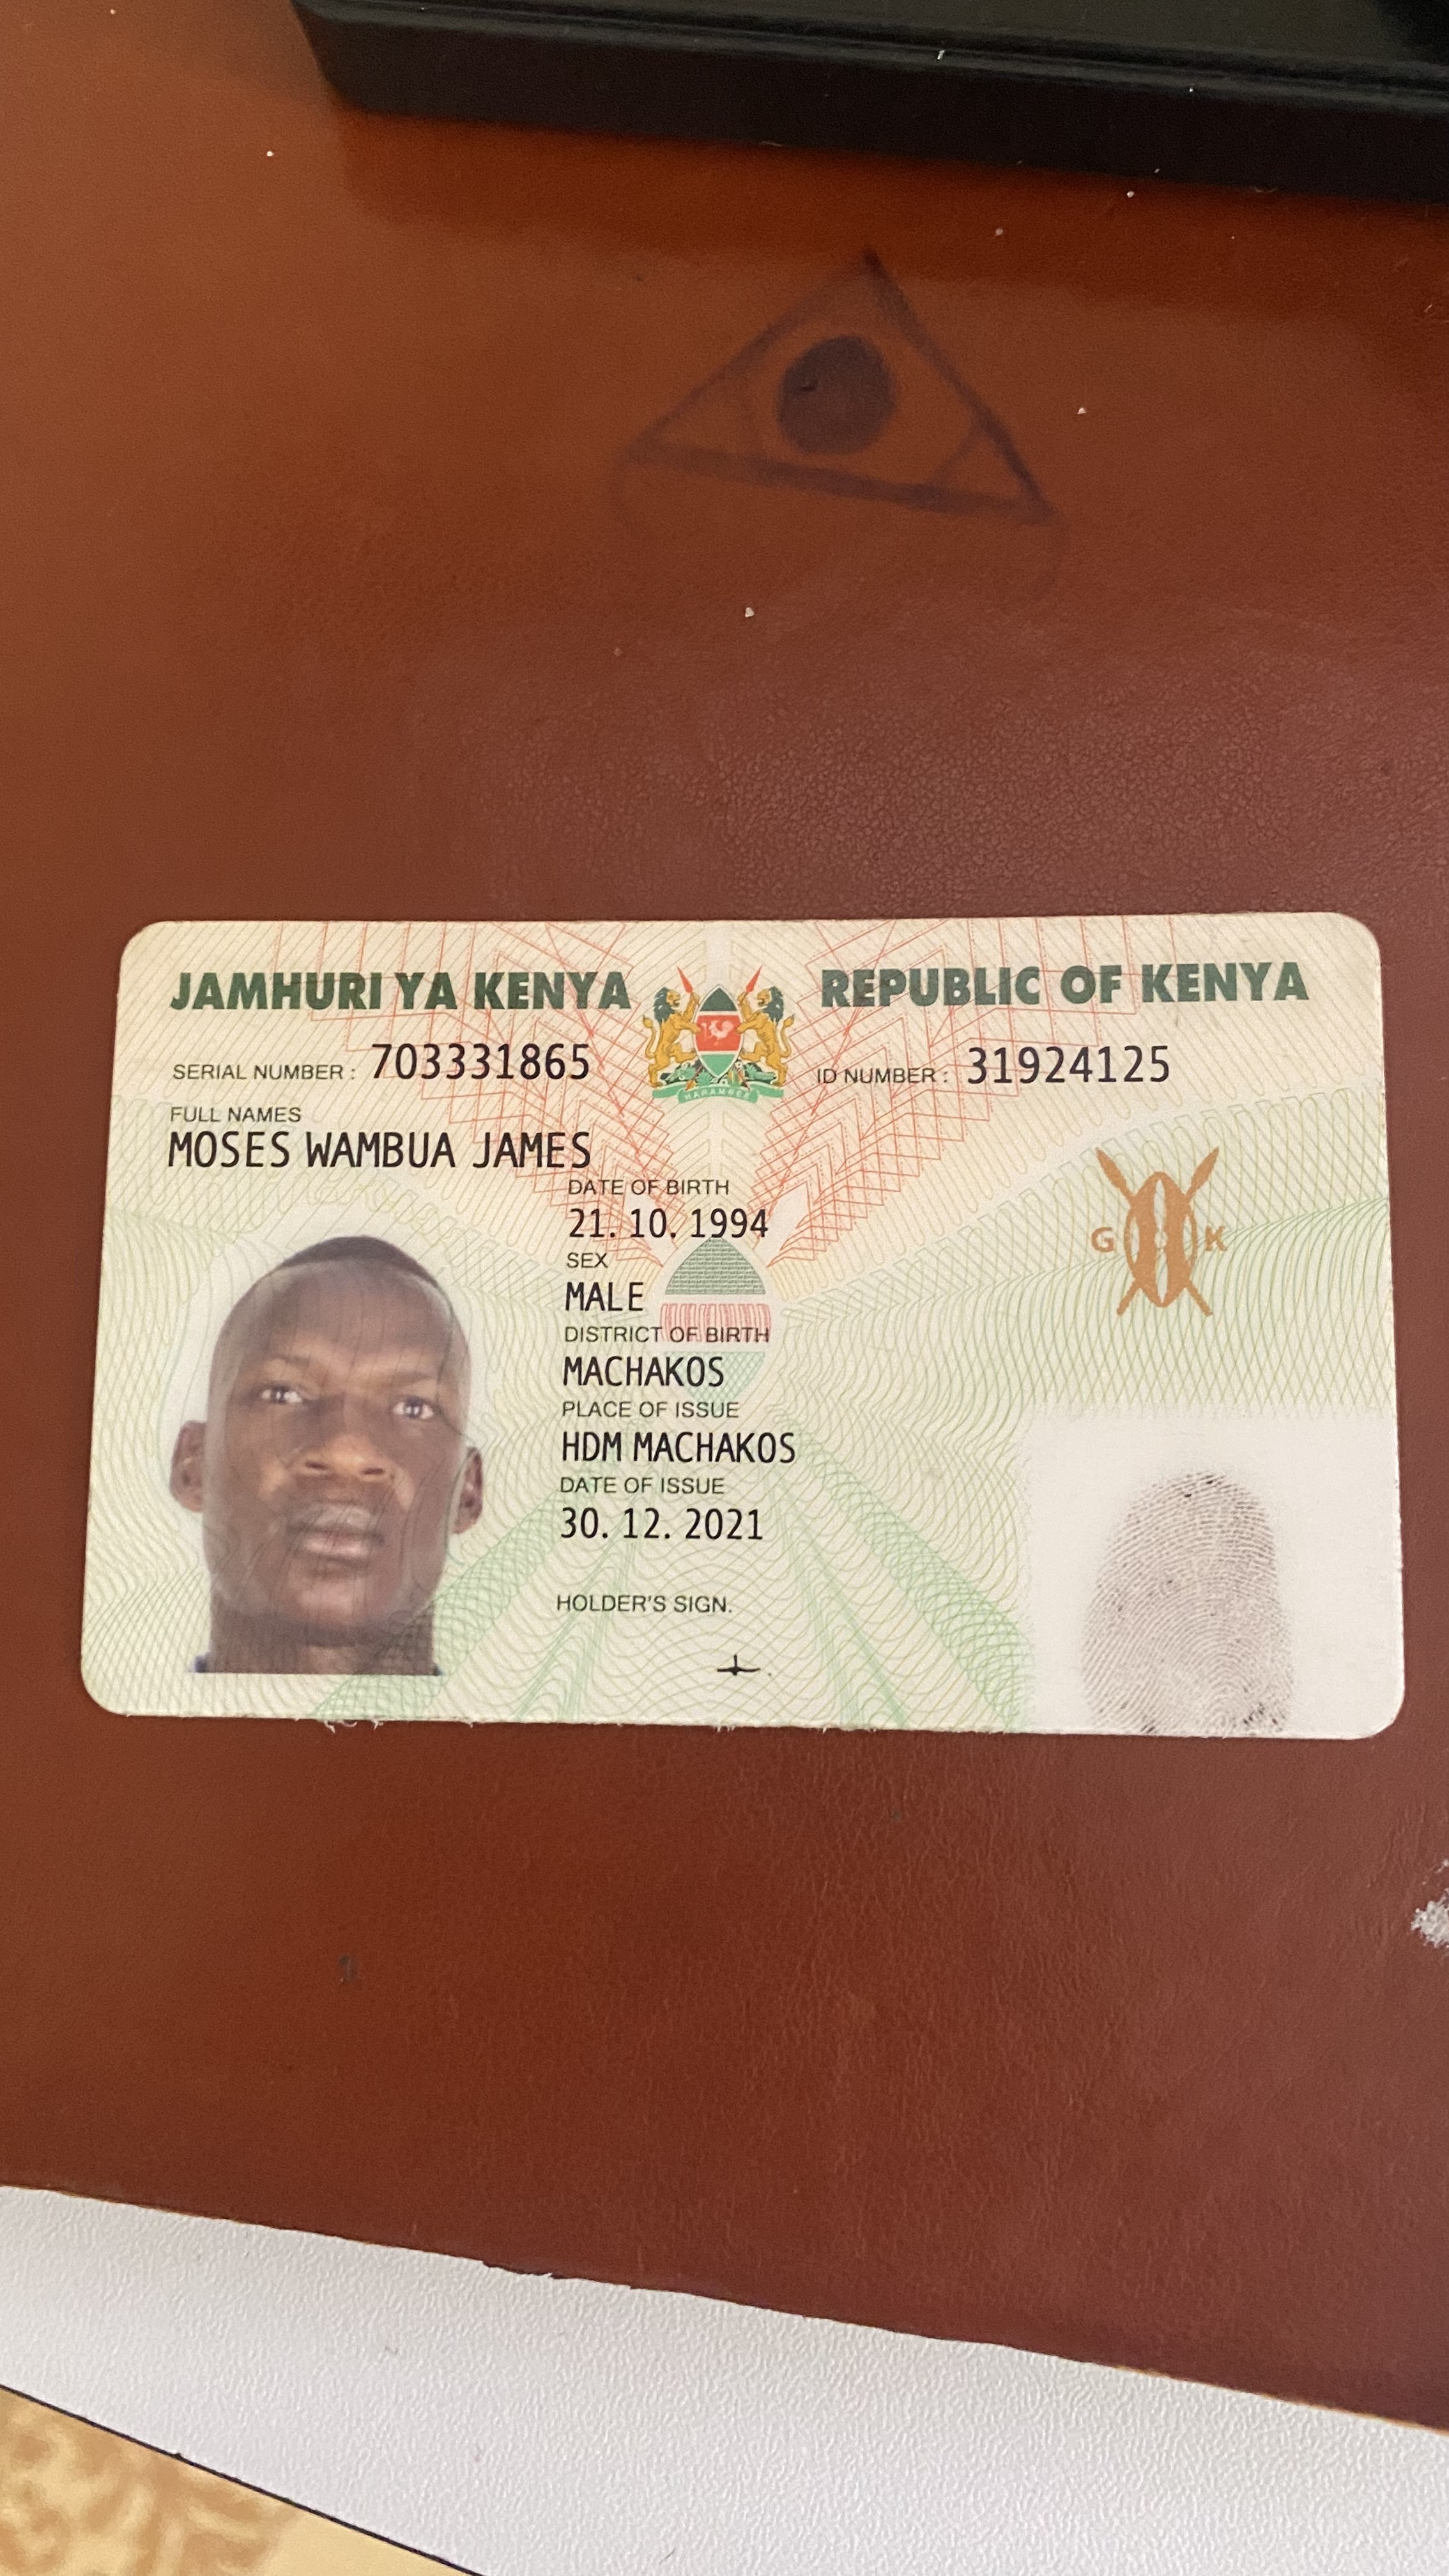 JAMHURI YA KENYA REPUBLIC OF KENYA
SERIAL NUMBER : 703331865 ID NUMBER : 31924125
HARAMBEE
FULL NAMES
MOSES WAMBUA JAMES
DATE OF BIRTH
21. 10. 1994
SEX
MALE
G K
DISTRICT OF BIRTH
MACHAKOS
PLACE OF ISSUE
HDM MACHAKOS
DATE OF ISSUE
30. 12. 2021
HOLDER'S SIGN.